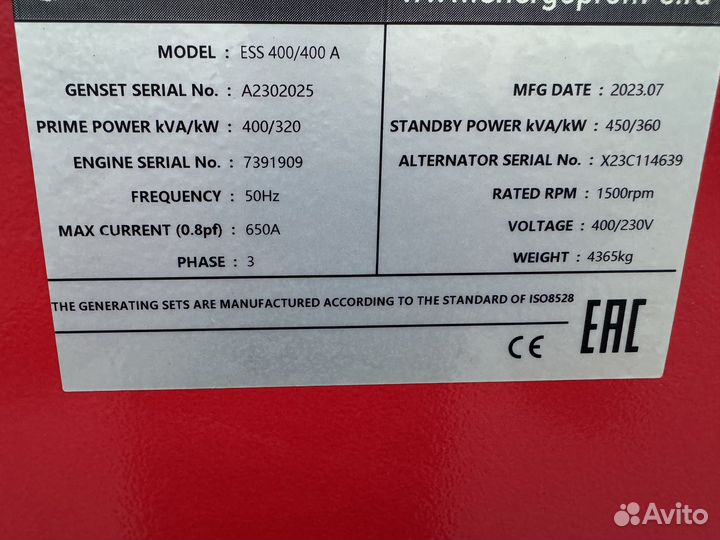 MODEL : ESS 400/400 A
GENSET SERIAL No. : A2302025
PRIME POWER kVA/kW : 400/320
ENGINE SERIAL No. : 7391909
FREQUENCY : 50Hz
MAX CURRENT (0.8pf) : 650A
PHASE : 3
MFG DATE : 2023.07
STANDBY POWER kVA/kW : 450/360
ALTERNATOR SERIAL No. : X23C114639
RATED RPM : 1500rpm
VOLTAGE : 400/230V
WEIGHT : 4365kg
THE GENERATING SETS ARE MANUFACTURED ACCORDING TO THE STANDARD OF ISO8528
CE EAC
Avito